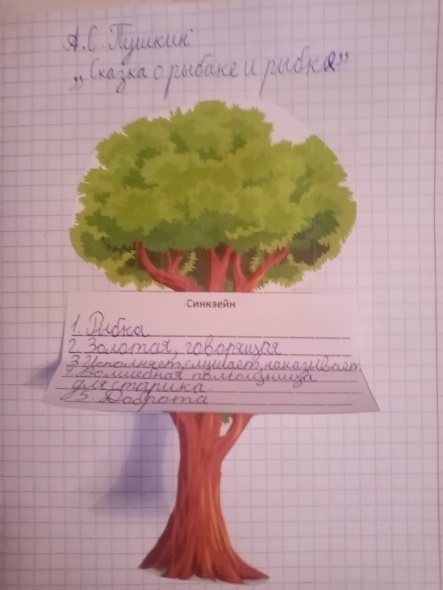 А.С. Пушкин
„Сказка о рыбаке и рыбке”
Синкзейн
1. Рыбка
2. Золотая, говорящая
3. Исполняет, слушает, наказывает
4. Волшебная помощница
для старика
5. Доброта